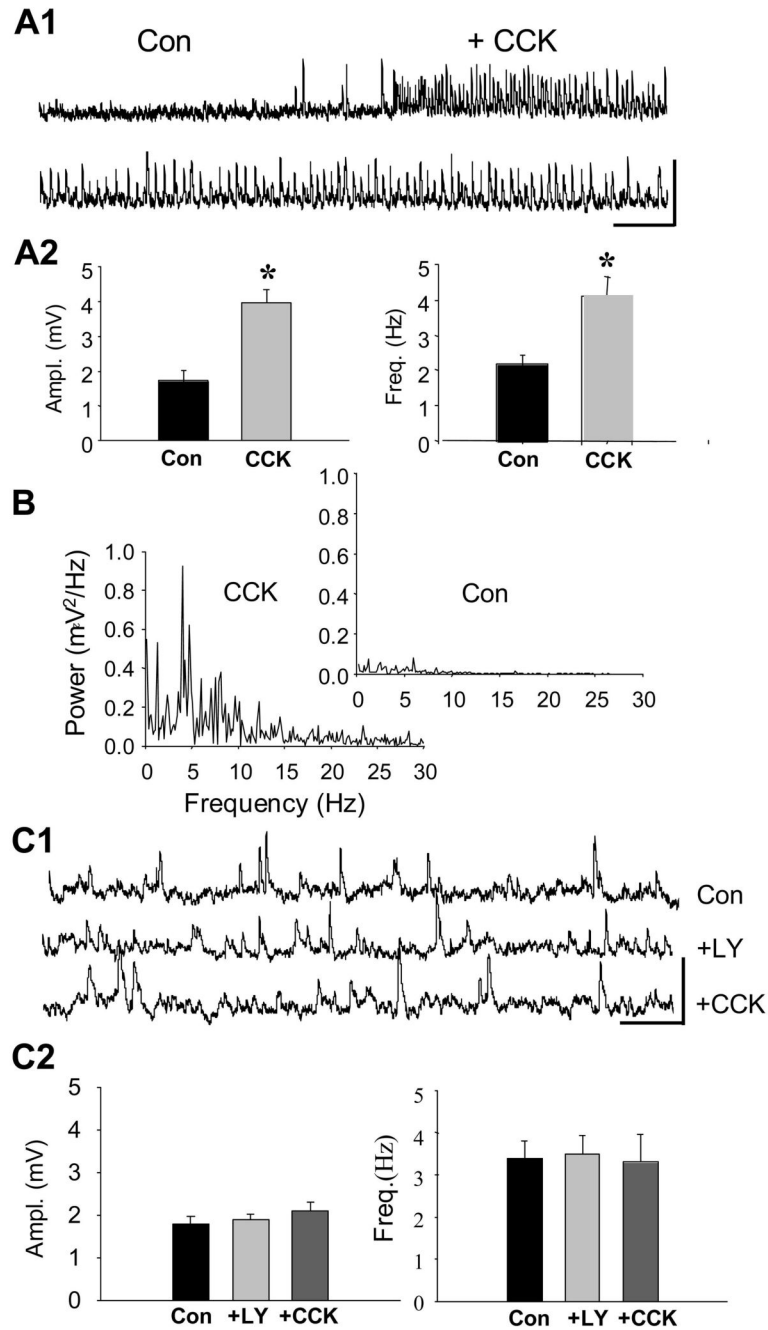 A1
Con + CCK
A2
Ampl. (mV)
5
4
3
2
1
0
*
Con CCK
Freq. (Hz)
5
4
3
2
1
0
*
Con CCK
B
Power (mV²/Hz)
1.0
0.8
0.6
0.4
0.2
0.0
CCK
0 5 10 15 20 25 30
Frequency (Hz)
1.0
0.8
0.6
0.4
0.2
0.0
Con
0 5 10 15 20 25 30
C1
Con
+LY
+CCK
C2
Ampl. (mV)
5
4
3
2
1
0
Con +LY +CCK
Freq.(Hz)
5
4
3
2
1
0
Con +LY +CCK